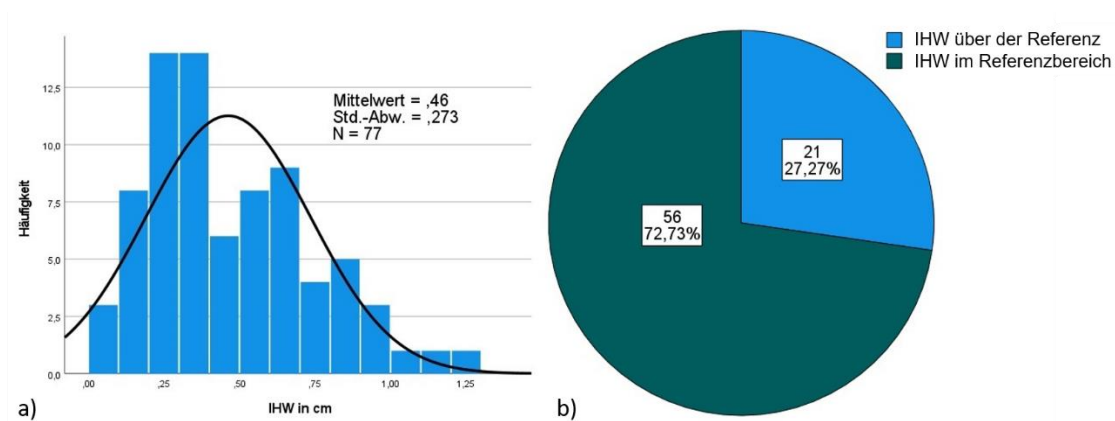 Häufigkeit
12,5
10,0
7,5
5,0
2,5
0,0
Mittelwert = ,46
Std.-Abw. = ,273
N = 77
,00 ,25 ,50 ,75 1,00 1,25
IHW in cm
a)
IHW über der Referenz
IHW im Referenzbereich
21
27,27%
56
72,73%
b)